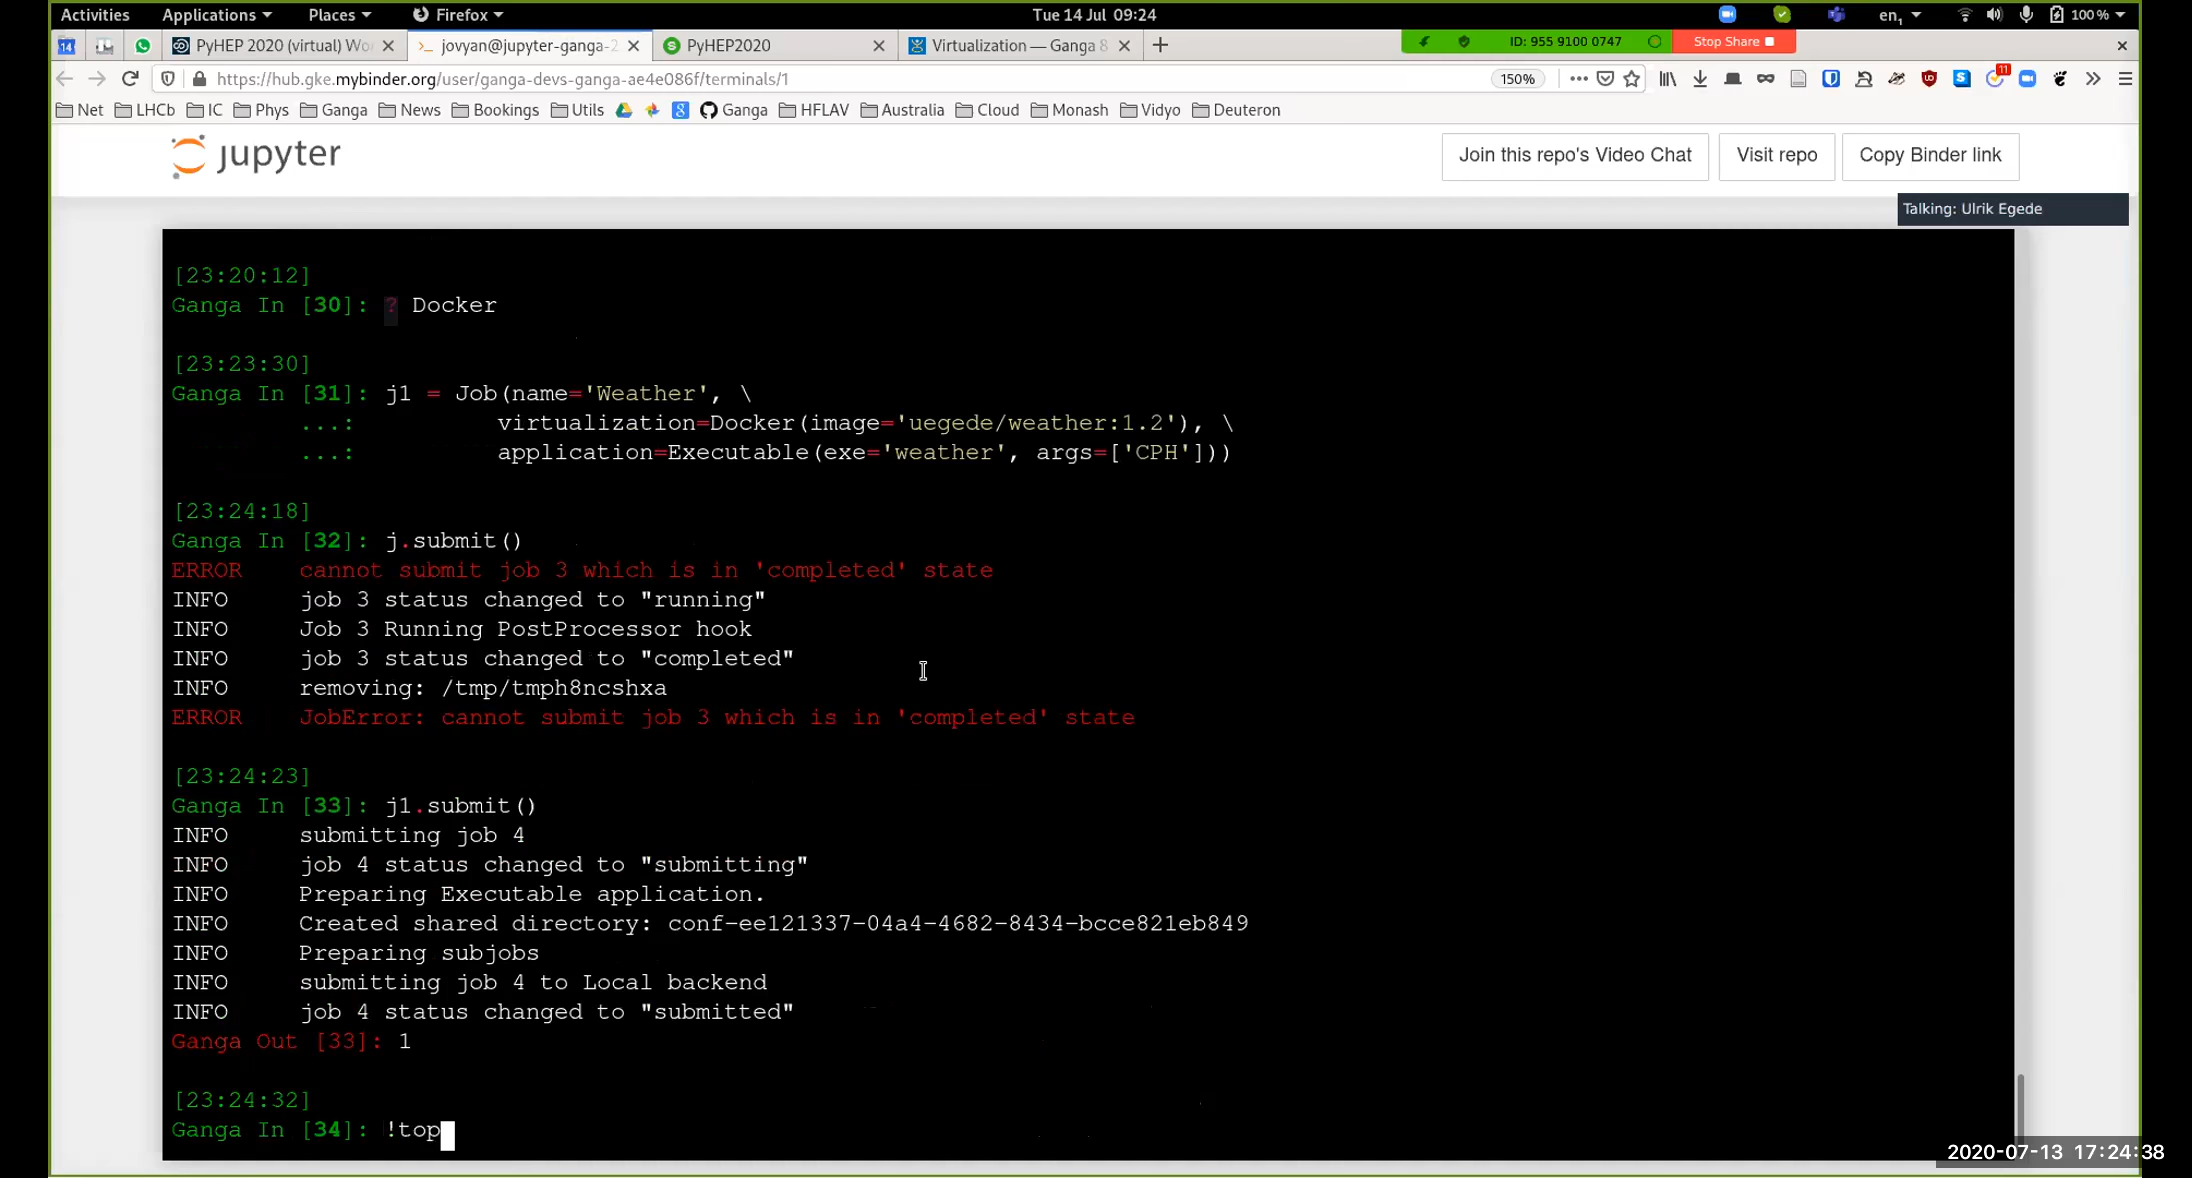 Activities Applications Places Firefox Tue 14 Jul 09:24 en1 100%
14 PyHEP 2020 (virtual) Wo jovyan@jupyter-ganga-2 PyHEP2020 Virtualization — Ganga 8 ID: 955 9100 0747 Stop Share
https://hub.gke.mybinder.org/user/ganga-devs-ganga-ae4e086f/terminals/1 150% 11
Net LHCb IC Phys Ganga News Bookings Utils Ganga HFLAV Australia Cloud Monash Vidyo Deuteron
jupyter Join this repo's Video Chat Visit repo Copy Binder link
Talking: Ulrik Egede
[23:20:12]
Ganga In [30]: ? Docker
[23:23:30]
Ganga In [31]: j1 = Job(name='Weather', \
...: virtualization=Docker(image='uegede/weather:1.2'), \
...: application=Executable(exe='weather', args=['CPH']))
[23:24:18]
Ganga In [32]: j.submit()
ERROR cannot submit job 3 which is in 'completed' state
INFO job 3 status changed to "running"
INFO Job 3 Running PostProcessor hook
INFO job 3 status changed to "completed"
INFO removing: /tmp/tmph8ncshxa
ERROR JobError: cannot submit job 3 which is in 'completed' state
[23:24:23]
Ganga In [33]: j1.submit()
INFO submitting job 4
INFO job 4 status changed to "submitting"
INFO Preparing Executable application.
INFO Created shared directory: conf-ee121337-04a4-4682-8434-bcce821eb849
INFO Preparing subjobs
INFO submitting job 4 to Local backend
INFO job 4 status changed to "submitted"
Ganga Out [33]: 1
[23:24:32]
Ganga In [34]: !top
2020-07-13 17:24:38